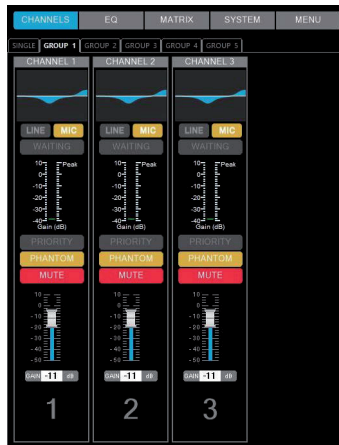 CHANNELS EQ MATRIX SYSTEM MENU
SINGLE GROUP 1 GROUP 2 GROUP 3 GROUP 4 GROUP 5
CHANNEL 1 CHANNEL 2 CHANNEL 3
LINE MIC LINE MIC LINE MIC
WAITING WAITING WAITING
10 Peak 10 Peak 10 Peak
0 0 0
-10 -10 -10
-20 -20 -20
-30 -30 -30
-40 -40 -40
Gain (dB) Gain (dB) Gain (dB)
PRIORITY PRIORITY PRIORITY
PHANTOM PHANTOM PHANTOM
MUTE MUTE MUTE
10 10 10
0 0 0
-10 -10 -10
-20 -20 -20
-30 -30 -30
-40 -40 -40
-50 -50 -50
GAIN -11 dB GAIN -11 dB GAIN -11 dB
1 2 3